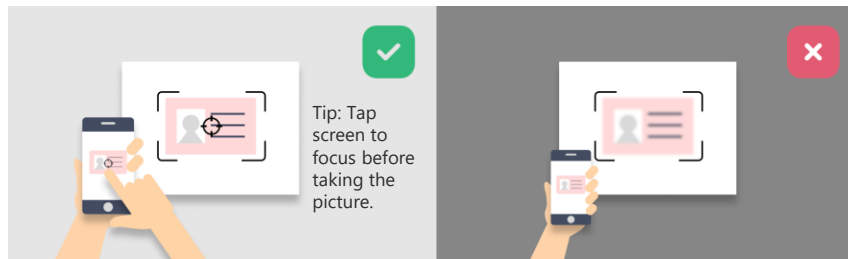 Tip: Tap
screen to
focus before
taking the
picture.